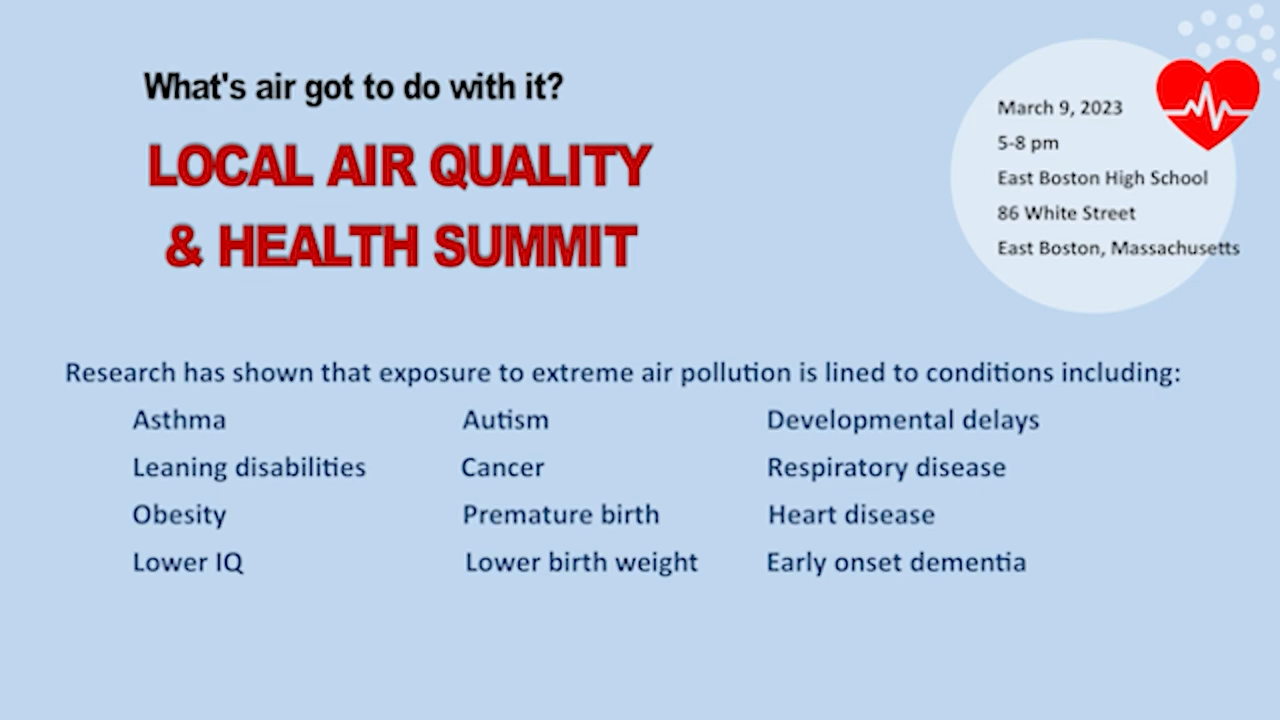 What's air got to do with it?
LOCAL AIR QUALITY
& HEALTH SUMMIT
March 9, 2023
5-8 pm
East Boston High School
86 White Street
East Boston, Massachusetts
Research has shown that exposure to extreme air pollution is lined to conditions including:
Asthma Autism Developmental delays
Leaning disabilities Cancer Respiratory disease
Obesity Premature birth Heart disease
Lower IQ Lower birth weight Early onset dementia